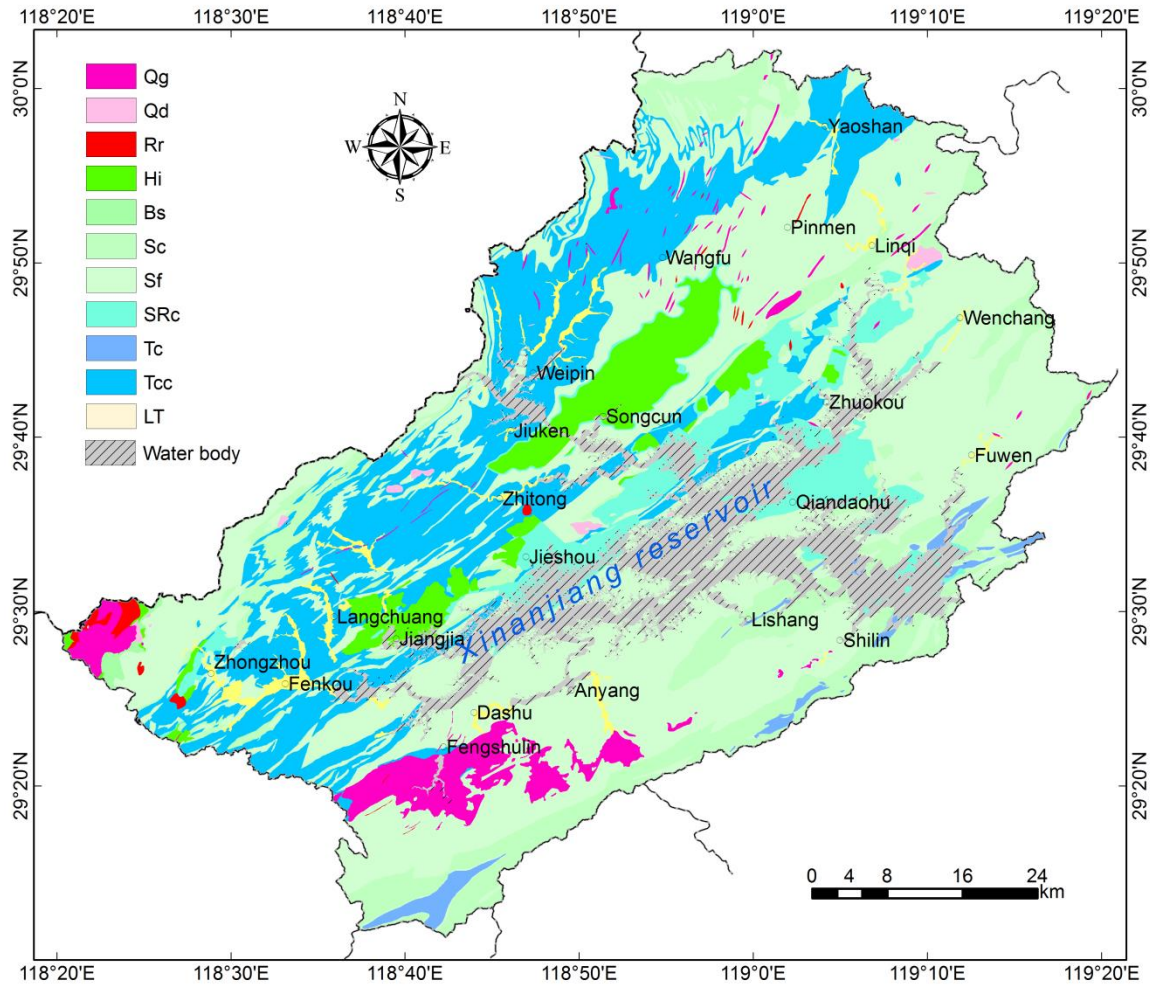 118°20'E 118°30'E 118°40'E 118°50'E 119°0'E 119°10'E 119°20'E
30°0'N
29°50'N
29°40'N
29°30'N
29°20'N
Qg
Qd
Rr
Hi
Bs
Sc
Sf
SRc
Tc
Tcc
LT
Water body
N
W E
S
Yaoshan
Pinmen
Linqi
Wangfu
Wenchang
Weipin
Zhuokou
Songcun
Jiuken
Fuwen
Zhitong
Qiandaohu
Jieshou
Xinanjiang reservoir
Langchuang
Lishang
Jiangjia
Shilin
Zhongzhou
Fenkou
Anyang
Dashu
Fengshulin
30°0'N
29°50'N
29°40'N
29°30'N
29°20'N
0 4 8 16 24
km
118°20'E 118°30'E 118°40'E 118°50'E 119°0'E 119°10'E 119°20'E